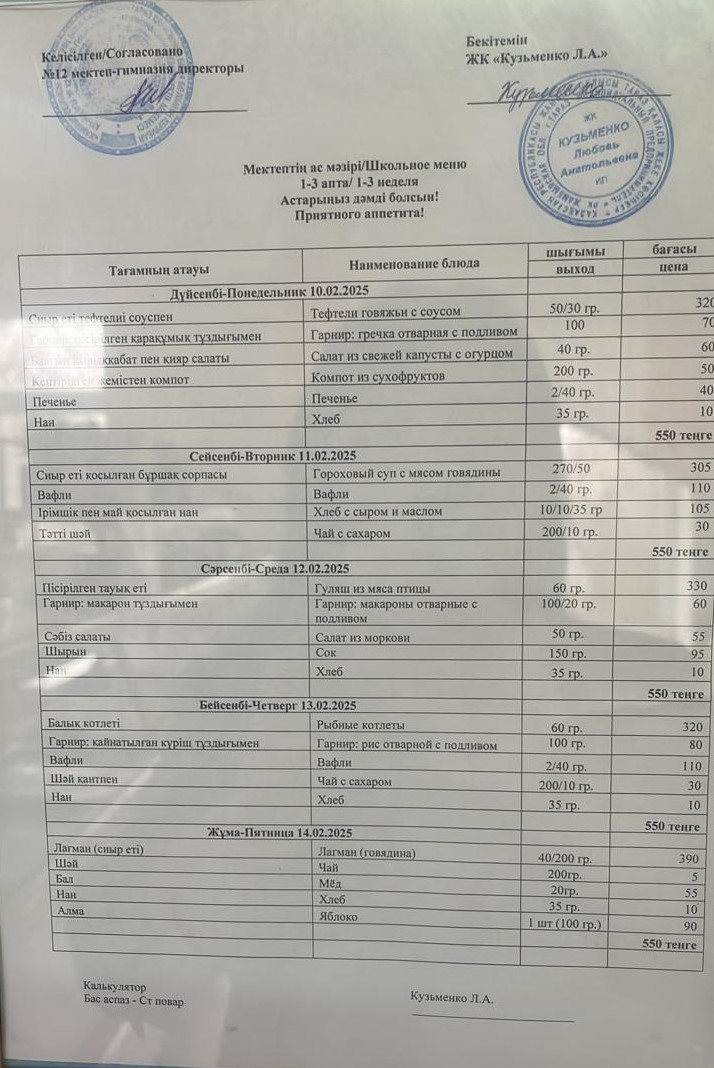 Келісілген/Согласовано
№12 мектеп-гимназия директоры
Бекітемін
ЖК «Кузьменко Л.А.»
ЖК
КУЗЬМЕНКО
Любовь
Анатольевна
ИП
Мектептің ас мәзірі/Школьное меню
1-3 апта/ 1-3 неделя
Астарыңыз дәмді болсын!
Приятного аппетита!
Тағамның атауы Наименование блюда шығымы выход бағасы цена
Дүйсенбі-Понедельник 10.02.2025
Сиыр еті тефтелиі соуспен Тефтели говяжьи с соусом 50/30 гр. 320
қарақұмық тұздығымен Гарнир: гречка отварная с подливом 100 70
қырыққабат пен қияр салаты Салат из свежей капусты с огурцом 40 гр. 60
жемістен компот Компот из сухофруктов 200 гр. 50
Печенье Печенье 2/40 гр. 40
Нан Хлеб 35 гр. 10
550 тенге
Сейсенбі-Вторник 11.02.2025
Сиыр еті қосылған бұршақ сорпасы Гороховый суп с мясом говядины 270/50 305
Вафли Вафли 2/40 гр. 110
Ірімшік пен май қосылған нан Хлеб с сыром и маслом 10/10/35 гр 105
Тәтті шәй Чай с сахаром 200/10 гр. 30
550 тенге
Сәрсенбі-Среда 12.02.2025
Пісірілген тауық еті Гуляш из мяса птицы 60 гр. 330
Гарнир: макарон тұздығымен Гарнир: макароны отварные с подливом 100/20 гр. 60
Сәбіз салаты Салат из моркови 50 гр. 55
Шырын Сок 150 гр. 95
Нан Хлеб 35 гр. 10
550 тенге
Бейсенбі-Четверг 13.02.2025
Балық котлеті Рыбные котлеты 60 гр. 320
Гарнир: қайнатылған күріш тұздығымен Гарнир: рис отварной с подливом 100 гр. 80
Вафли Вафли 2/40 гр. 110
Шәй қантпен Чай с сахаром 200/10 гр. 30
Нан Хлеб 35 гр. 10
550 тенге
Жұма-Пятница 14.02.2025
Лагман (сиыр еті) Лагман (говядина) 40/200 гр. 390
Шәй Чай 200гр. 5
Бал Мёд 20гр. 55
Нан Хлеб 35 гр. 10
Алма Яблоко 1 шт (100 гр.) 90
550 тенге
Калькулятор
Бас аспаз - Ст повар
Кузьменко Л.А.